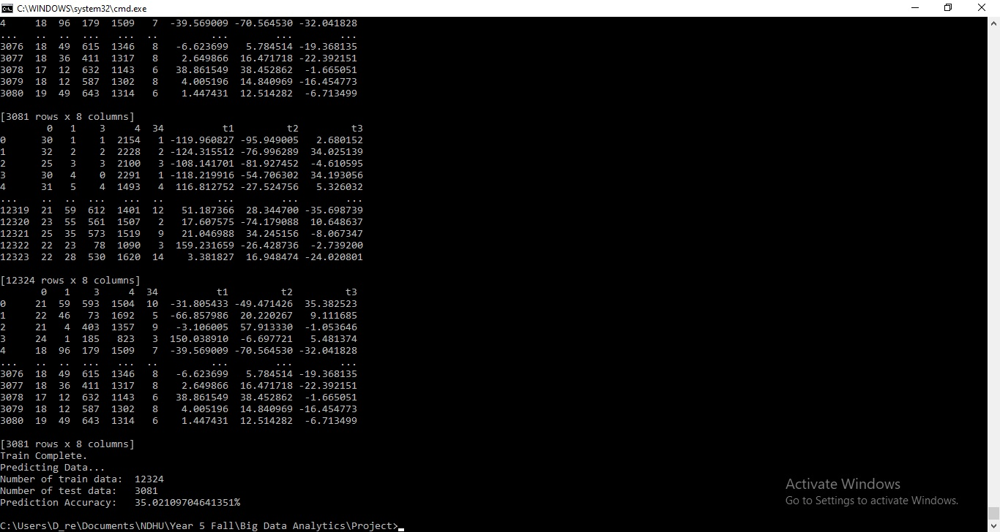 C:\WINDOWS\system32\cmd.exe
4 18 96 179 1509 7 -39.569009 -70.564530 -32.041828
... .. .. ... ... .. ... ... ...
3076 18 49 615 1346 8 -6.623699 5.784514 -19.368135
3077 18 36 411 1317 8 2.649866 16.471718 -22.392151
3078 17 12 632 1143 6 38.861549 38.452862 -1.665051
3079 18 12 587 1302 8 4.005196 14.840969 -16.454773
3080 19 49 643 1314 6 1.447431 12.514282 -6.713499
[3081 rows x 8 columns]
0 1 3 4 34 t1 t2 t3
0 30 1 1 2154 1 -119.960827 -95.949005 2.680152
1 32 2 2 2228 2 -124.315512 -76.996289 34.025139
2 25 3 3 2100 3 -108.141701 -81.927452 -4.610595
3 30 4 0 2291 1 -118.219916 -54.706302 34.193056
4 31 5 4 1493 4 116.812752 -27.524756 5.326032
... .. .. ... ... .. ... ... ...
12319 21 59 612 1401 12 51.187366 28.344700 -35.698739
12320 23 55 561 1507 2 17.607575 -74.179088 10.648637
12321 25 35 573 1519 9 21.046988 34.245156 -8.067347
12322 22 23 78 1090 3 159.231659 -26.428736 -2.739200
12323 22 28 530 1620 14 3.381827 16.948474 -24.020801
[12324 rows x 8 columns]
0 1 3 4 34 t1 t2 t3
0 21 59 593 1504 10 -31.805433 -49.471426 35.382523
1 22 46 73 1692 5 -66.857986 20.220267 9.111685
2 21 4 403 1357 9 -3.106005 57.913330 -1.053646
3 24 1 185 823 3 150.038910 -6.697721 5.481374
4 18 96 179 1509 7 -39.569009 -70.564530 -32.041828
... .. .. ... ... .. ... ... ...
3076 18 49 615 1346 8 -6.623699 5.784514 -19.368135
3077 18 36 411 1317 8 2.649866 16.471718 -22.392151
3078 17 12 632 1143 6 38.861549 38.452862 -1.665051
3079 18 12 587 1302 8 4.005196 14.840969 -16.454773
3080 19 49 643 1314 6 1.447431 12.514282 -6.713499
[3081 rows x 8 columns]
Train Complete.
Predicting Data...
Number of train data: 12324
Number of test data: 3081
Prediction Accuracy: 35.02109704641351%
C:\Users\D_re\Documents\NDHU\Year 5 Fall\Big Data Analytics\Project>
Activate Windows
Go to Settings to activate Windows.